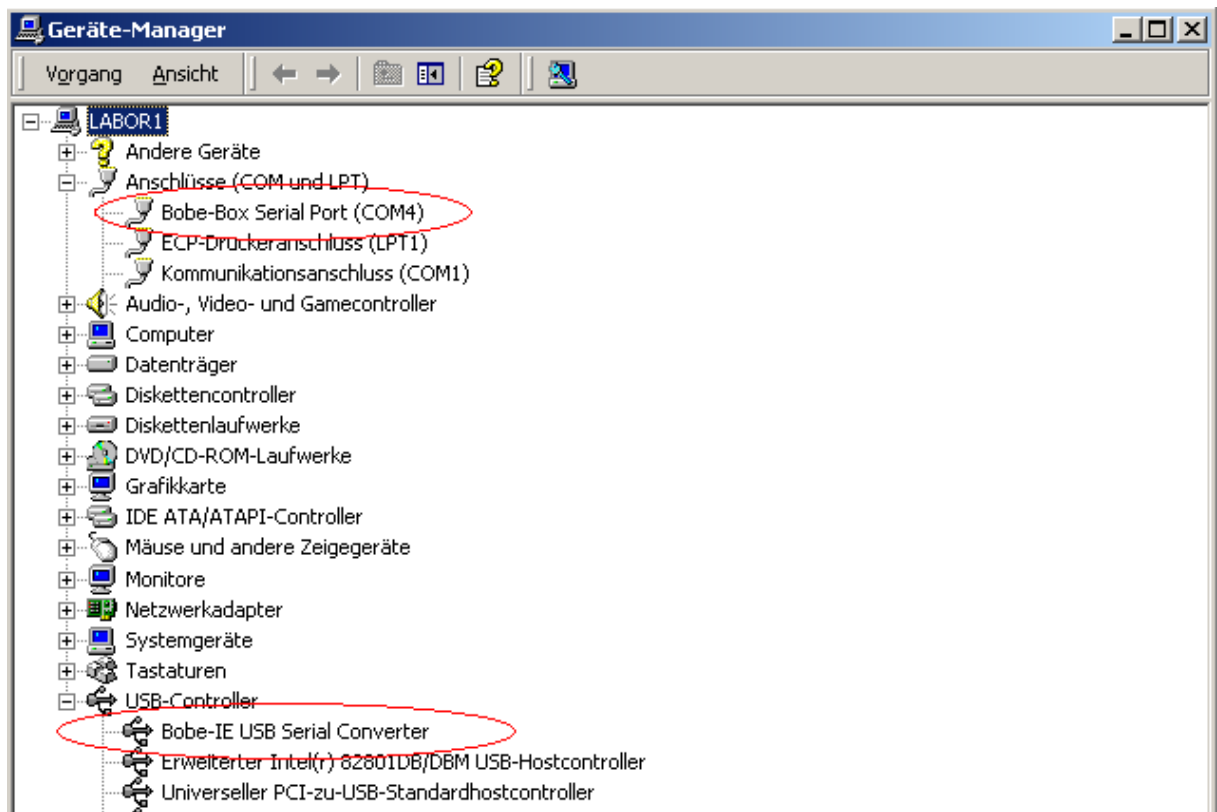 Geräte-Manager
Vorgang Ansicht
LABOR1
Andere Geräte
Anschlüsse (COM und LPT)
Bobe-Box Serial Port (COM4)
ECP-Druckeranschluss (LPT1)
Kommunikationsanschluss (COM1)
Audio-, Video- und Gamecontroller
Computer
Datenträger
Diskettencontroller
Diskettenlaufwerke
DVD/CD-ROM-Laufwerke
Grafikkarte
IDE ATA/ATAPI-Controller
Mäuse und andere Zeigegeräte
Monitore
Netzwerkadapter
Systemgeräte
Tastaturen
USB-Controller
Bobe-IE USB Serial Converter
Erweiterter Intel(r) 82801DB/DBM USB-Hostcontroller
Universeller PCI-zu-USB-Standardhostcontroller